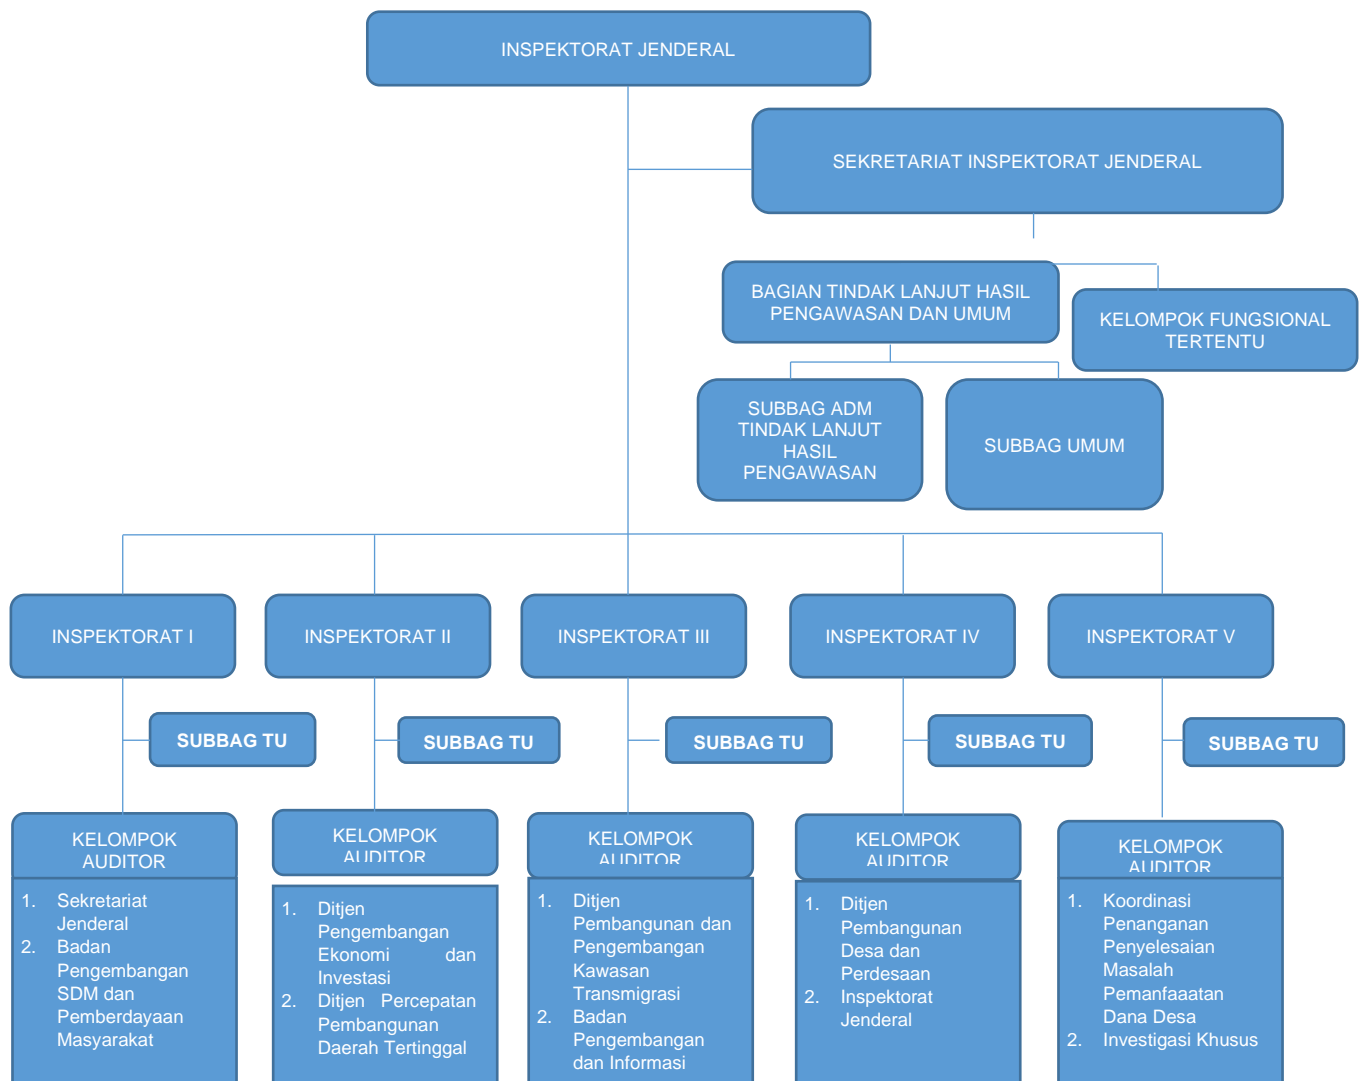 INSPEKTORAT JENDERAL
SEKRETARIAT INSPEKTORAT JENDERAL
BAGIAN TINDAK LANJUT HASIL
PENGAWASAN DAN UMUM
KELOMPOK FUNGSIONAL
TERTENTU
SUBBAG ADM
TINDAK LANJUT
HASIL
PENGAWASAN
SUBBAG UMUM
INSPEKTORAT I
INSPEKTORAT II
INSPEKTORAT III
INSPEKTORAT IV
INSPEKTORAT V
SUBBAG TU
SUBBAG TU
SUBBAG TU
SUBBAG TU
SUBBAG TU
KELOMPOK
AUDITOR
1. Sekretariat
Jenderal
2. Badan
Pengembangan
SDM dan
Pemberdayaan
Masyarakat
KELOMPOK
AUDITOR
1. Ditjen
Pengembangan
Ekonomi dan
Investasi
2. Ditjen Percepatan
Pembangunan
Daerah Tertinggal
KELOMPOK
AUDITOR
1. Ditjen
Pembangunan dan
Pengembangan
Kawasan
Transmigrasi
2. Badan
Pengembangan
dan Informasi
KELOMPOK
AUDITOR
1. Ditjen
Pembangunan
Desa dan
Perdesaan
2. Inspektorat
Jenderal
KELOMPOK
AUDITOR
1. Koordinasi
Penanganan
Penyelesaian
Masalah
Pemanfaaatan
Dana Desa
2. Investigasi Khusus